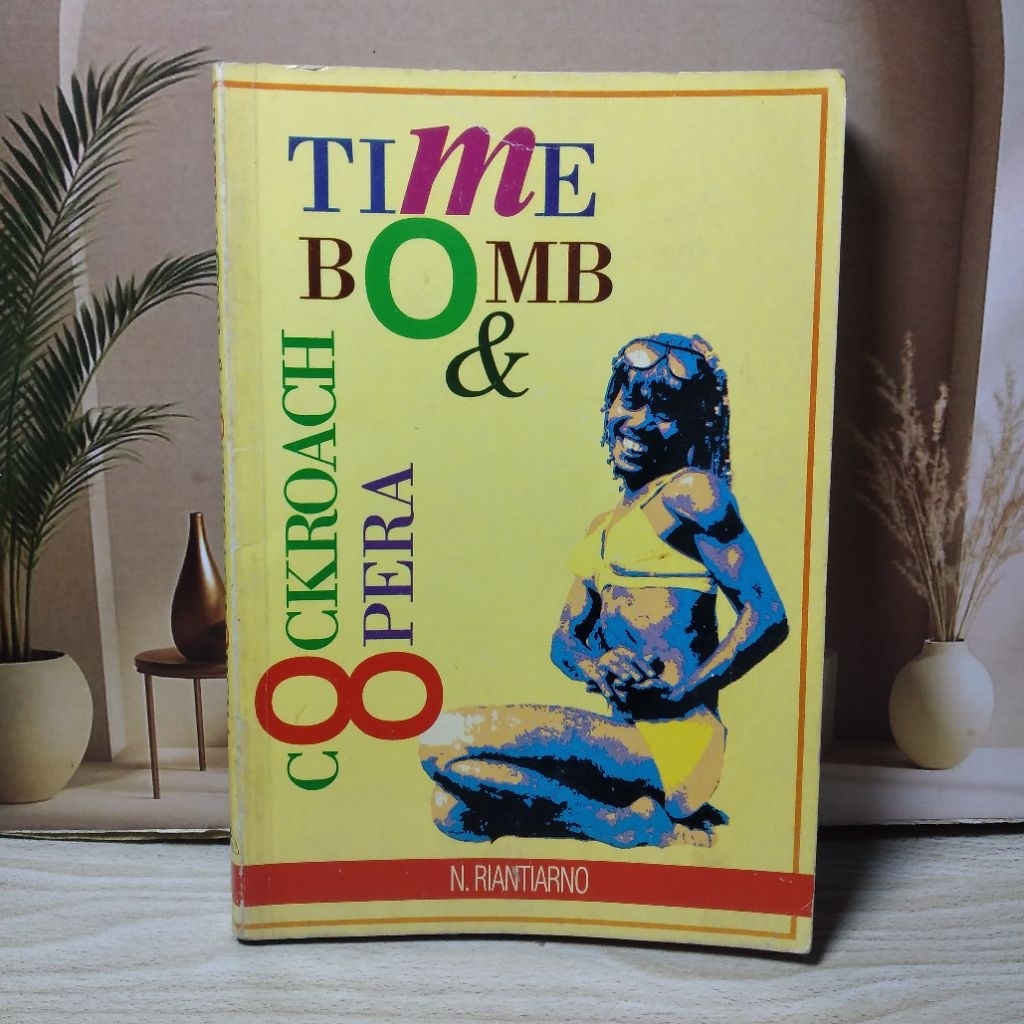 TImE
BOMB
&
COCKROACH
OPERA
N. RIANTIARNO